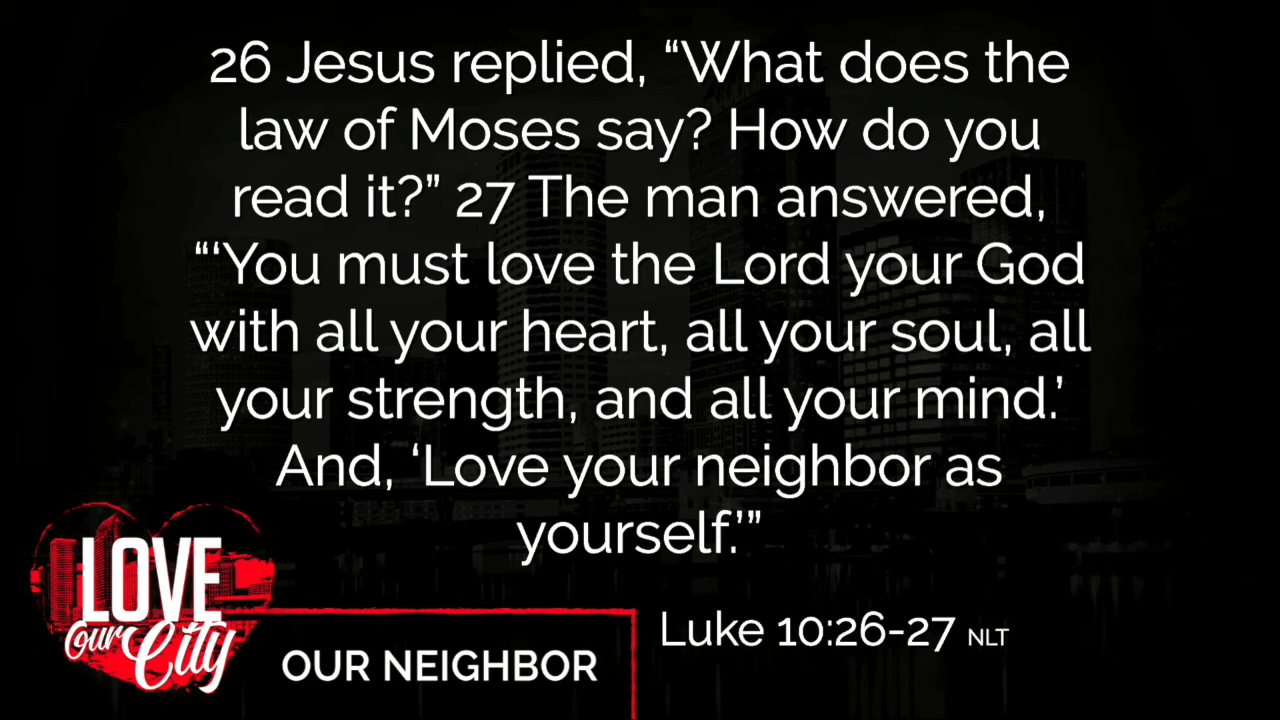 26 Jesus replied, “What does the
law of Moses say? How do you
read it?” 27 The man answered,
“‘You must love the Lord your God
with all your heart, all your soul, all
your strength, and all your mind.’
And, ‘Love your neighbor as
yourself.’”
Luke 10:26-27 NLT
LOVE
Our City
OUR NEIGHBOR